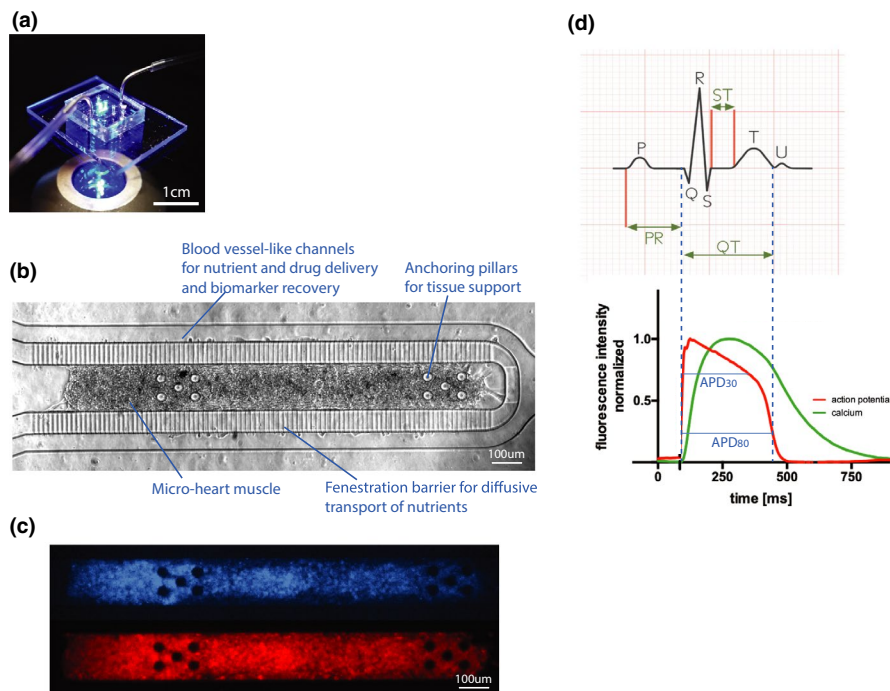 (a)
1cm
(b)
Blood vessel-like channels
for nutrient and drug delivery
and biomarker recovery
Anchoring pillars
for tissue support
100um
Micro-heart muscle
Fenestration barrier for diffusive
transport of nutrients
(c)
100um
(d)
R
ST
P
T
U
Q
S
PR
QT
fluorescence intensity
normalized
1.0
0.5
APD30
APD80
action potential
calcium
0
250
500
750
time [ms]